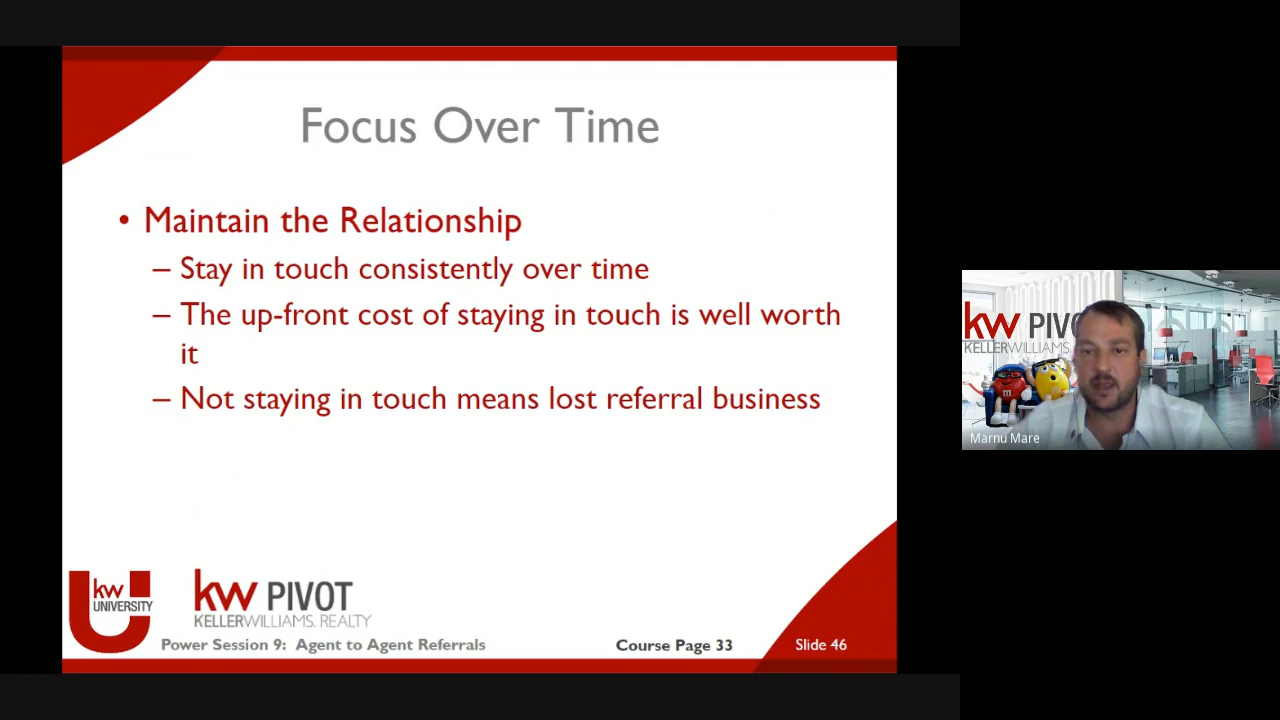 Focus Over Time
• Maintain the Relationship
– Stay in touch consistently over time
– The up-front cost of staying in touch is well worth
it
– Not staying in touch means lost referral business
kw
UNIVERSITY
kw PIVOT
KELLERWILLIAMS. REALTY
Power Session 9: Agent to Agent Referrals
Course Page 33
Slide 46
kw PIVO
KELLERWILLIAMS
m
Marnu Mare